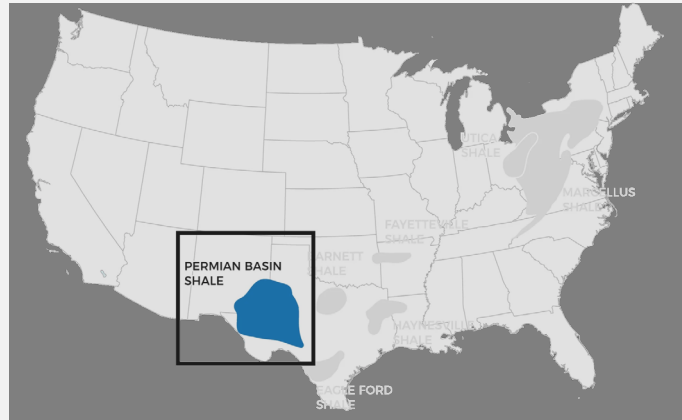 UTICA
SHALE
MARCELLUS
SHALE
FAYETTEVILLE
SHALE
BARNETT
SHALE
PERMIAN BASIN
SHALE
HAYNESVILLE
SHALE
EAGLE FORD
SHALE